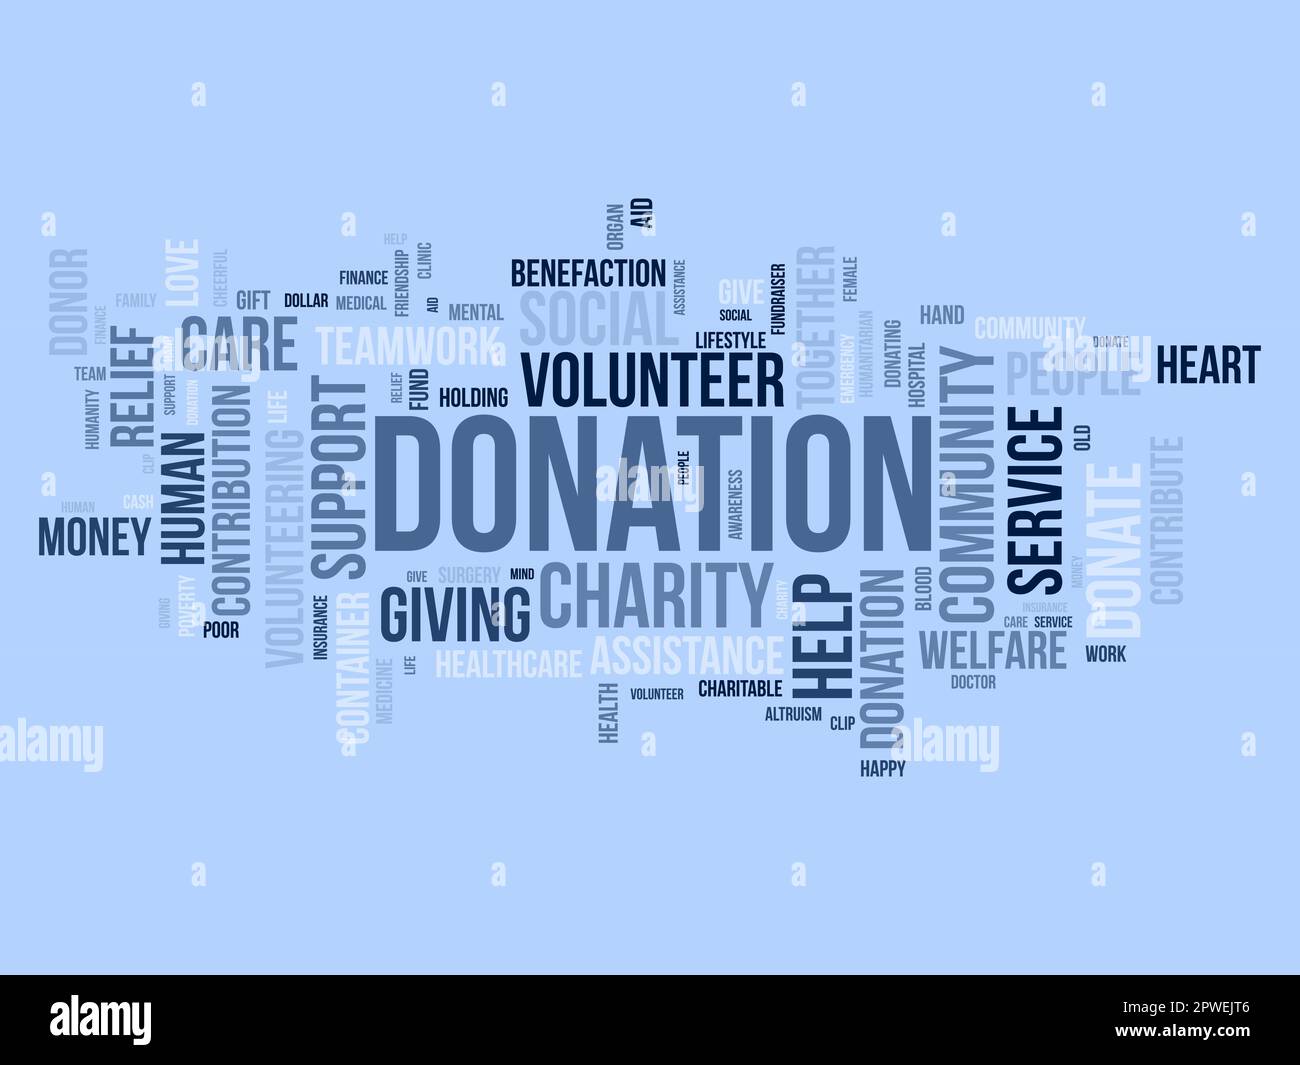 AID
ORGAN
HELP
LOVE
CHEERFUL
DONOR
FRIENDSHIP
CLINIC
BENEFACTION
ASSISTANCE
TOGETHER
FEMALE
FINANCE
FAMILY
GIFT
DOLLAR
MEDICAL
AID
MENTAL
SOCIAL
GIVE
SOCIAL
FUNDRAISER
FINANCE
RELIEF
CARE
TEAMWORK
LIFESTYLE
EMERGENCY
HUMANITARIAN
DONATING
HAND
COMMUNITY
DONATE
HOSPITAL
PEOPLE
HEART
TEAM
SUPPORT
DONATION
LIFE
RELIEF
FUND
HOLDING
VOLUNTEER
HUMANITY
CLIP
HUMAN
CONTRIBUTION
VOLUNTEERING
SUPPORT
DONATION
PEOPLE
AWARENESS
COMMUNITY
SERVICE
OLD
DONATE
CONTRIBUTE
HUMAN
CASH
MONEY
GIVING
POVERTY
POOR
INSURANCE
CONTAINER
GIVE
SURGERY
MIND
GIVING
CHARITY
CHARITY
HELP
DONATION
BLOOD
MONEY
INSURANCE
CARE
SERVICE
WELFARE
WORK
DOCTOR
MEDICINE
LIFE
HEALTHCARE
ASSISTANCE
HEALTH
VOLUNTEER
CHARITABLE
ALTRUISM
CLIP
HAPPY
alamy
alamy
alamy
Image ID: 2PWEJT6
www.alamy.com